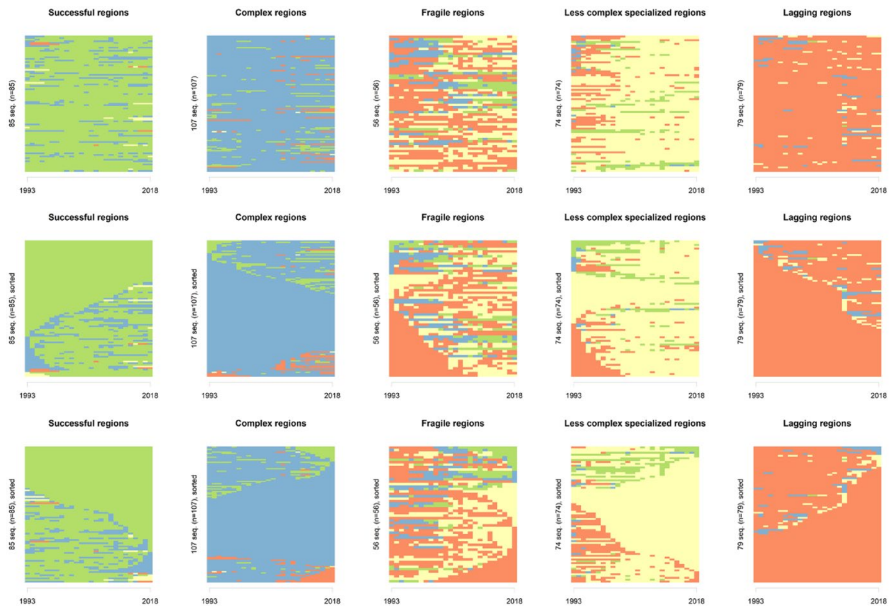 Successful regions
Complex regions
Fragile regions
Less complex specialized regions
Lagging regions
85 seq. (n=85)
107 seq. (n=107)
56 seq. (n=56)
74 seq. (n=74)
79 seq. (n=79)
1993 2018
1993 2018
1993 2018
1993 2018
1993 2018
Successful regions
Complex regions
Fragile regions
Less complex specialized regions
Lagging regions
85 seq. (n=85), sorted
107 seq. (n=107), sorted
56 seq. (n=56), sorted
74 seq. (n=74), sorted
79 seq. (n=79), sorted
1993 2018
1993 2018
1993 2018
1993 2018
1993 2018
Successful regions
Complex regions
Fragile regions
Less complex specialized regions
Lagging regions
85 seq. (n=85), sorted
107 seq. (n=107), sorted
56 seq. (n=56), sorted
74 seq. (n=74), sorted
79 seq. (n=79), sorted
1993 2018
1993 2018
1993 2018
1993 2018
1993 2018